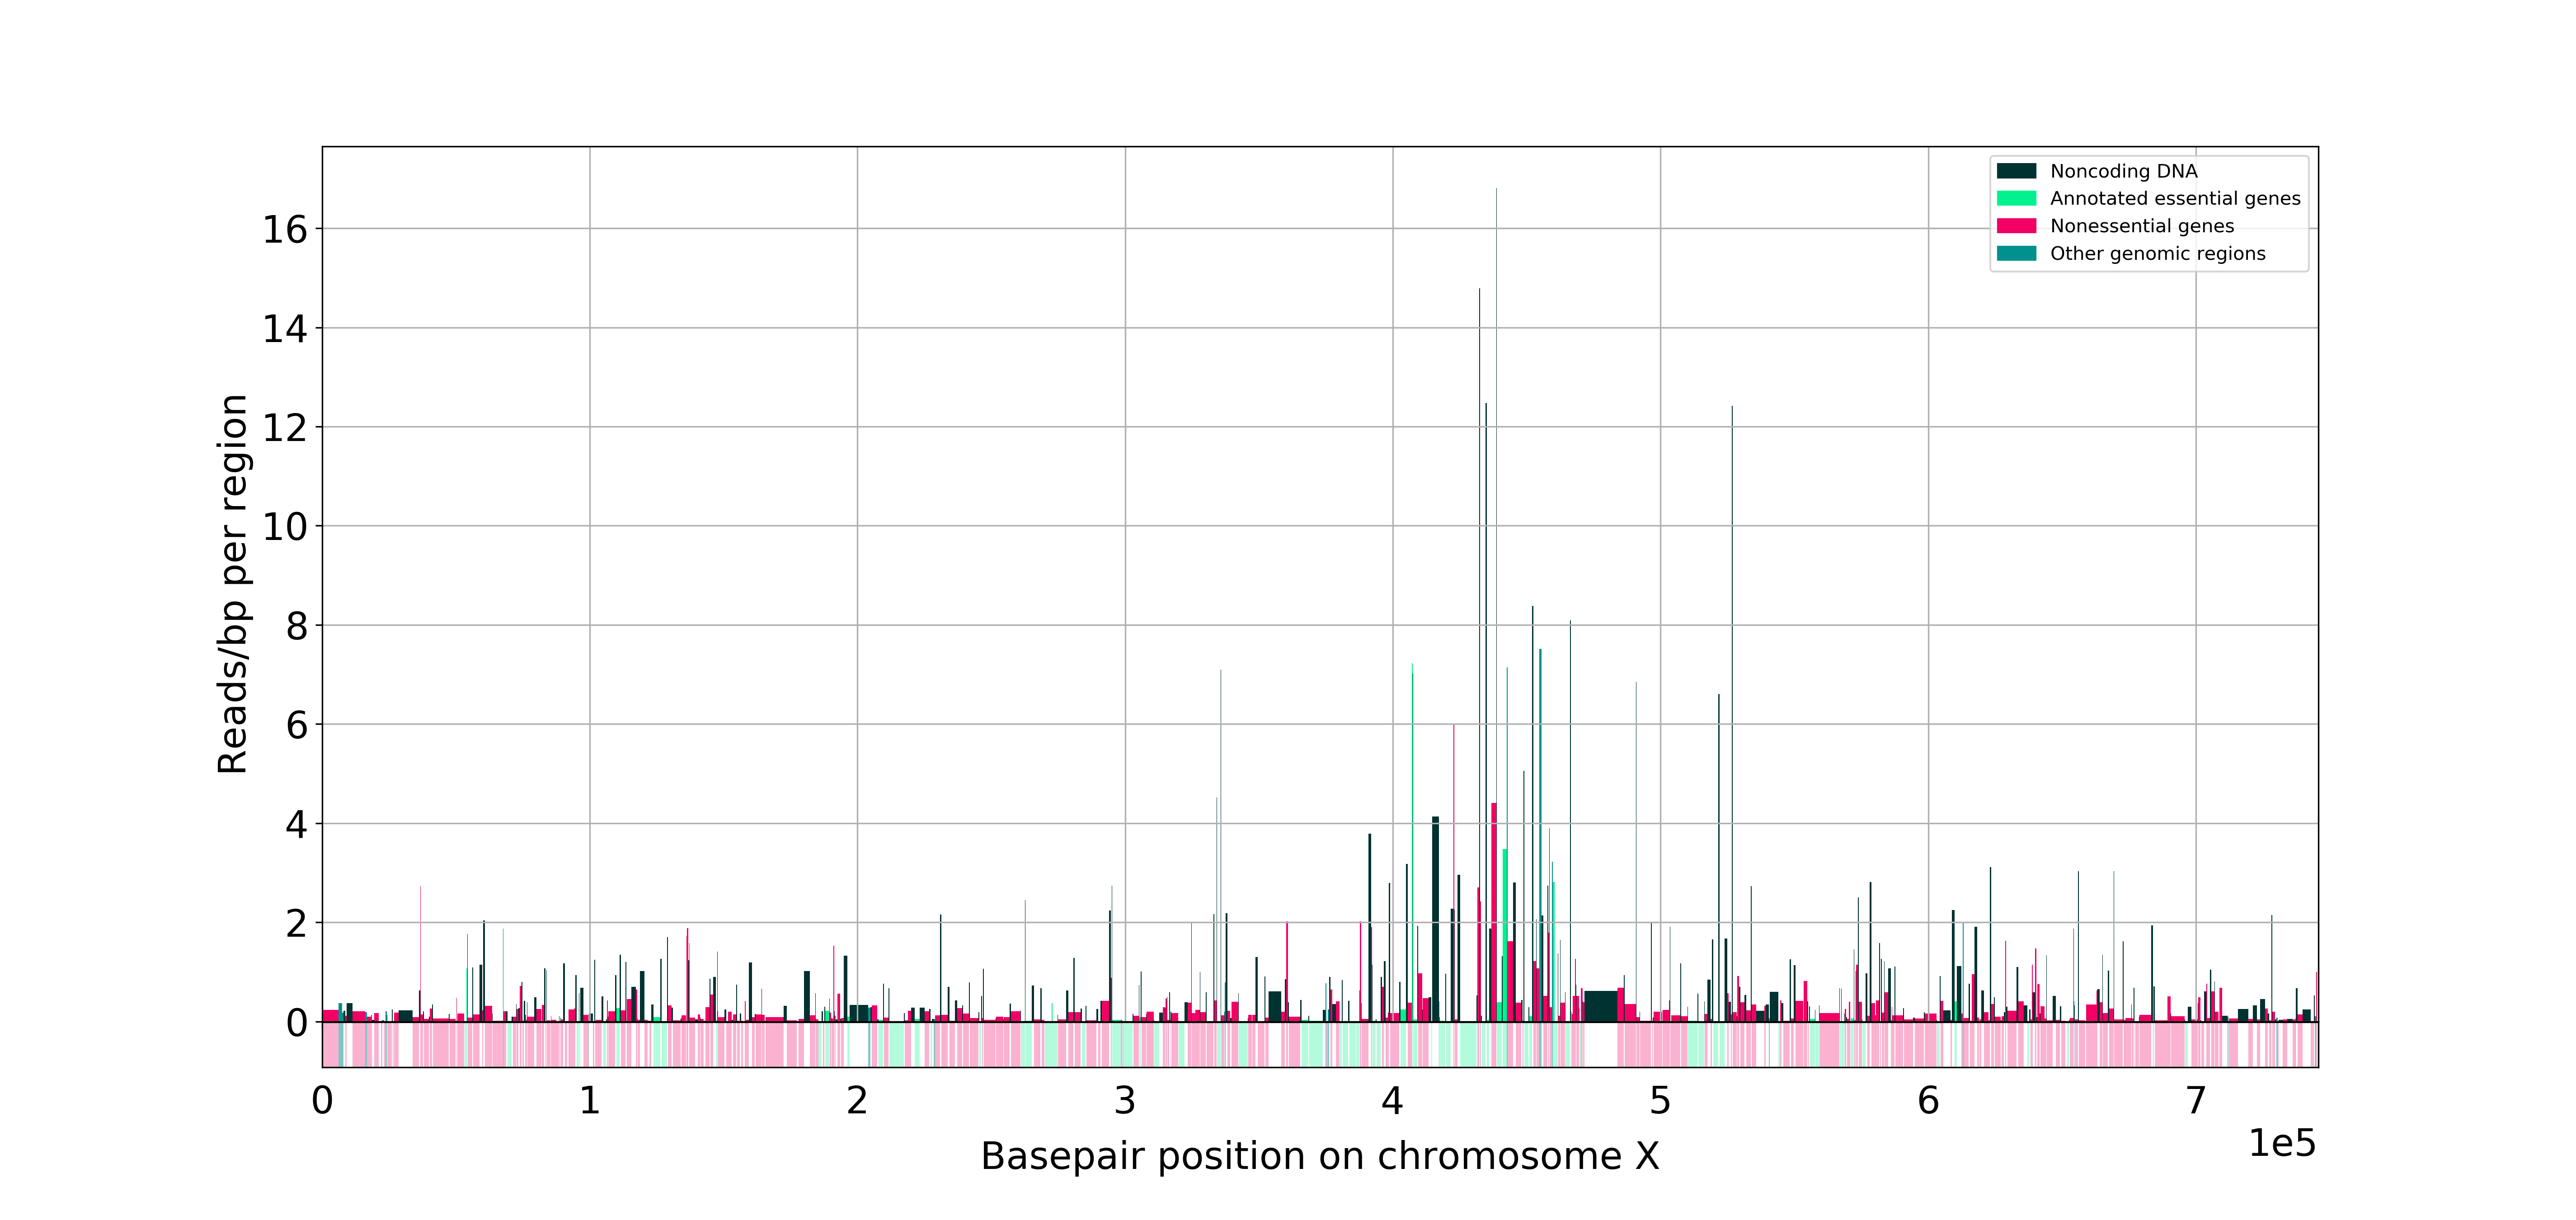 Noncoding DNA
Annotated essential genes
Nonessential genes
Other genomic regions
16
14
12
10
8
6
4
2
0
Reads/bp per region
0 1 2 3 4 5 6 7
1e5
Basepair position on chromosome X